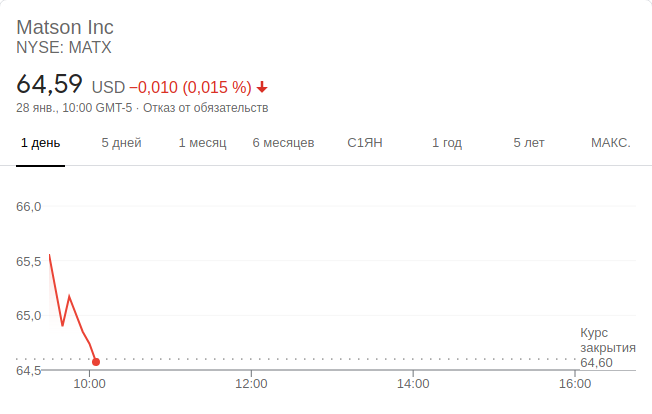 Matson Inc
NYSE: MATX
64,59 USD −0,010 (0,015 %)
28 янв., 10:00 GMT-5 · Отказ от обязательств
1 день 5 дней 1 месяц 6 месяцев С1ЯН 1 год 5 лет МАКС.
66,0
65,5
65,0
64,5
Курс
закрытия
64,60
10:00 12:00 14:00 16:00